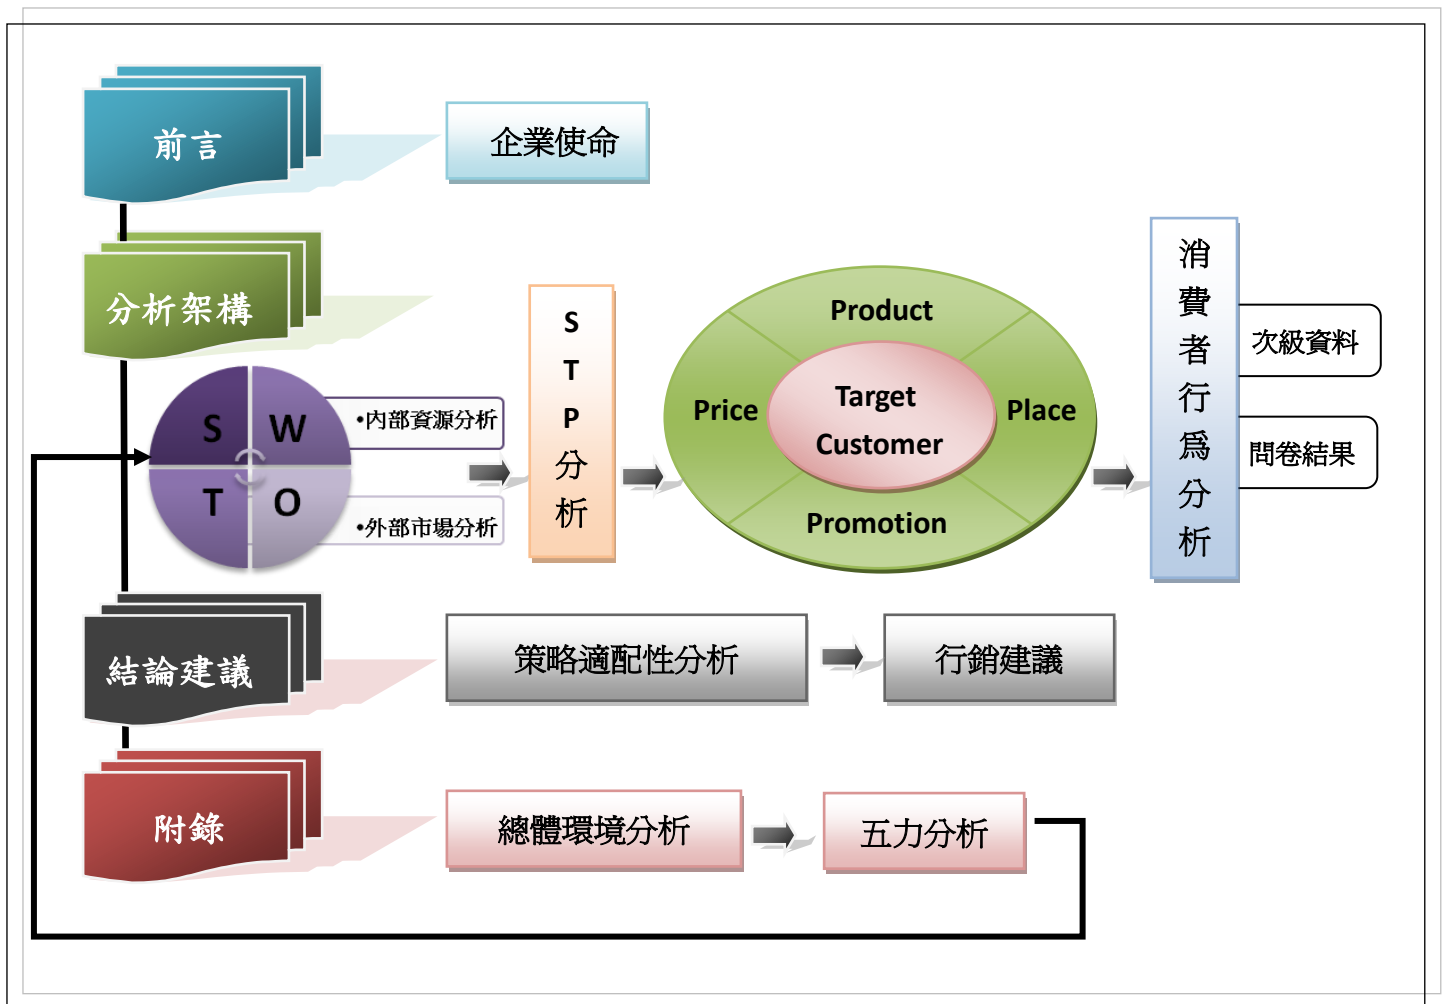 前言
企業使命
分析架構
S
W
T
O
•內部資源分析
•外部市場分析
S
T
P
分
析
Product
Price
Target
Customer
Place
Promotion
消
費
者
行
為
分
析
次級資料
問卷結果
結論建議
策略適配性分析
行銷建議
附錄
總體環境分析
五力分析